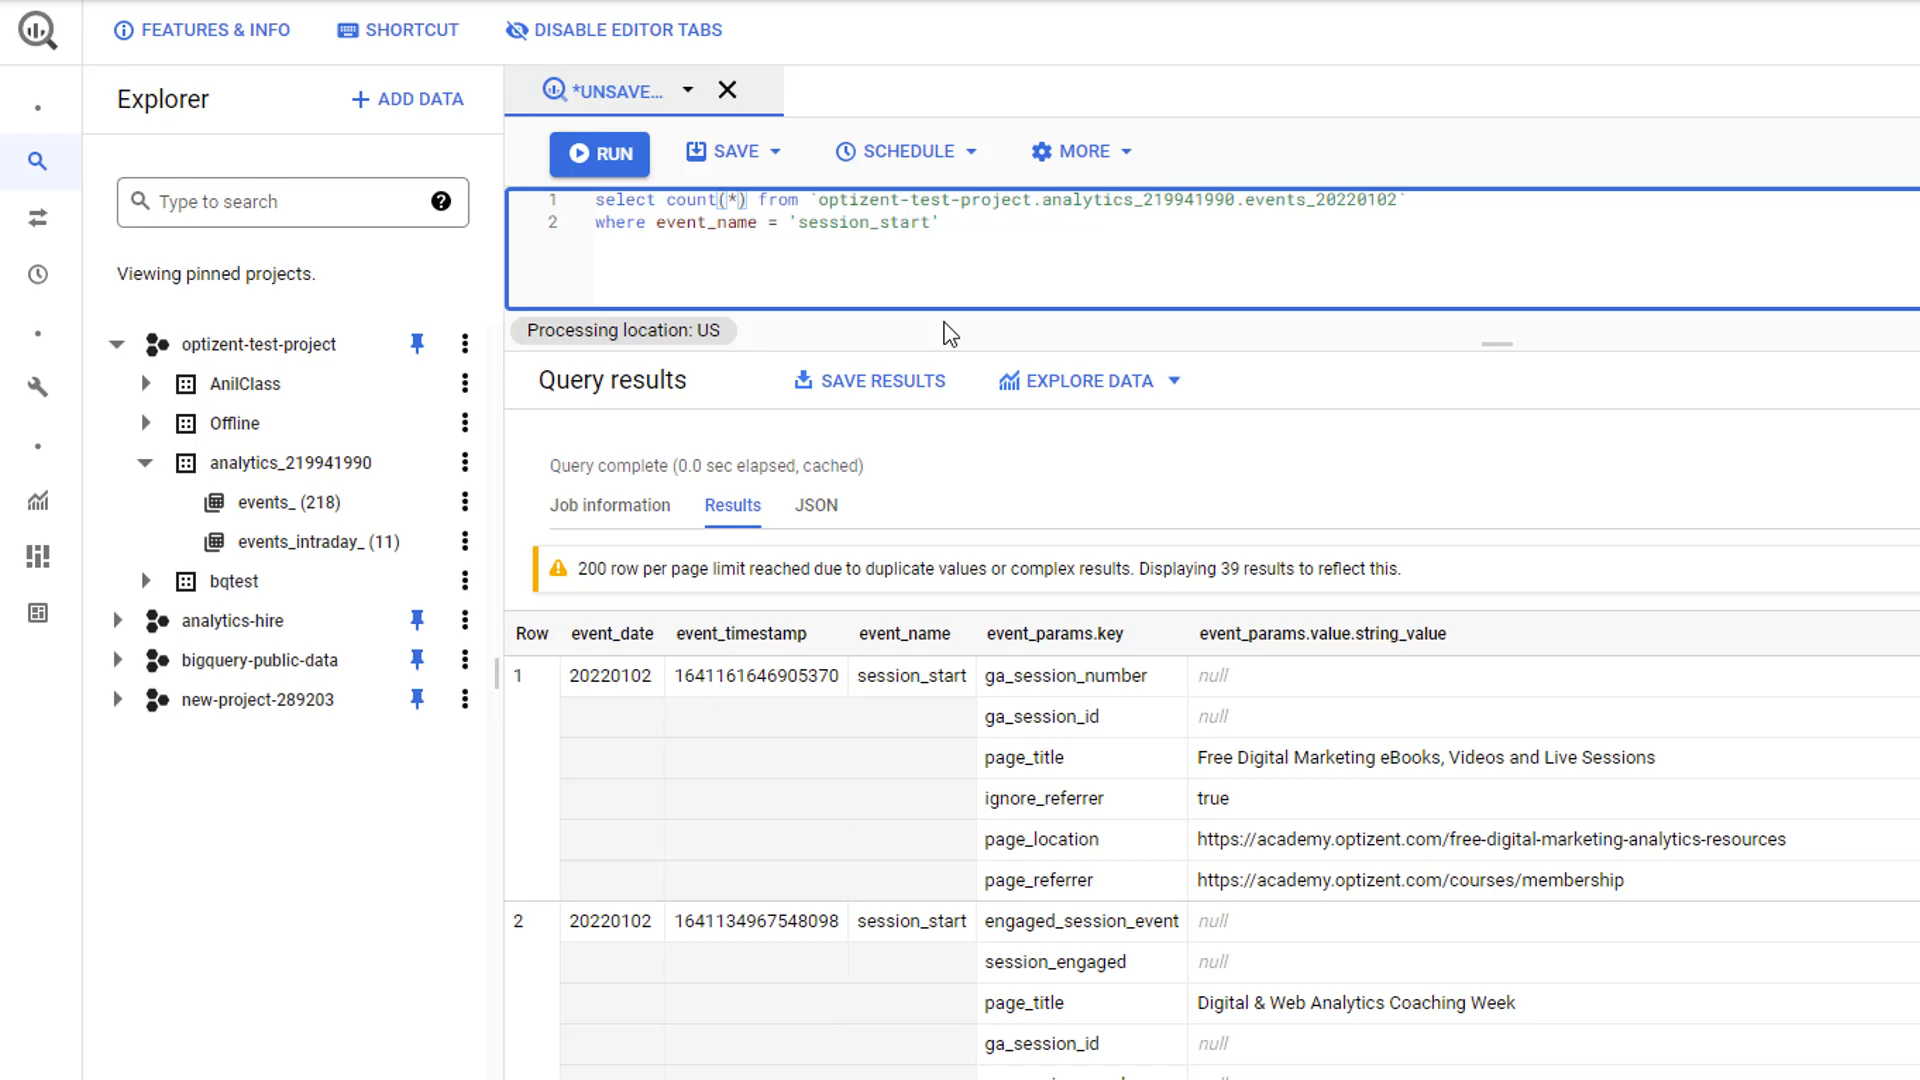 FEATURES & INFO SHORTCUT DISABLE EDITOR TABS
Explorer ADD DATA
*UNSAVE...
RUN SAVE SCHEDULE MORE
Type to search
1 select count(*) from `optizent-test-project.analytics_219941990.events_20220102`
2 where event_name = 'session_start'
Viewing pinned projects.
Processing location: US
optizent-test-project
AnilClass
Offline
analytics_219941990
events_ (218)
events_intraday_ (11)
bqtest
analytics-hire
bigquery-public-data
new-project-289203
Query results SAVE RESULTS EXPLORE DATA
Query complete (0.0 sec elapsed, cached)
Job information Results JSON
200 row per page limit reached due to duplicate values or complex results. Displaying 39 results to reflect this.
Row event_date event_timestamp event_name event_params.key event_params.value.string_value
1 20220102 1641161646905370 session_start ga_session_number null
ga_session_id null
page_title Free Digital Marketing eBooks, Videos and Live Sessions
ignore_referrer true
page_location https://academy.optizent.com/free-digital-marketing-analytics-resources
page_referrer https://academy.optizent.com/courses/membership
2 20220102 1641134967548098 session_start engaged_session_event null
session_engaged null
page_title Digital & Web Analytics Coaching Week
ga_session_id null